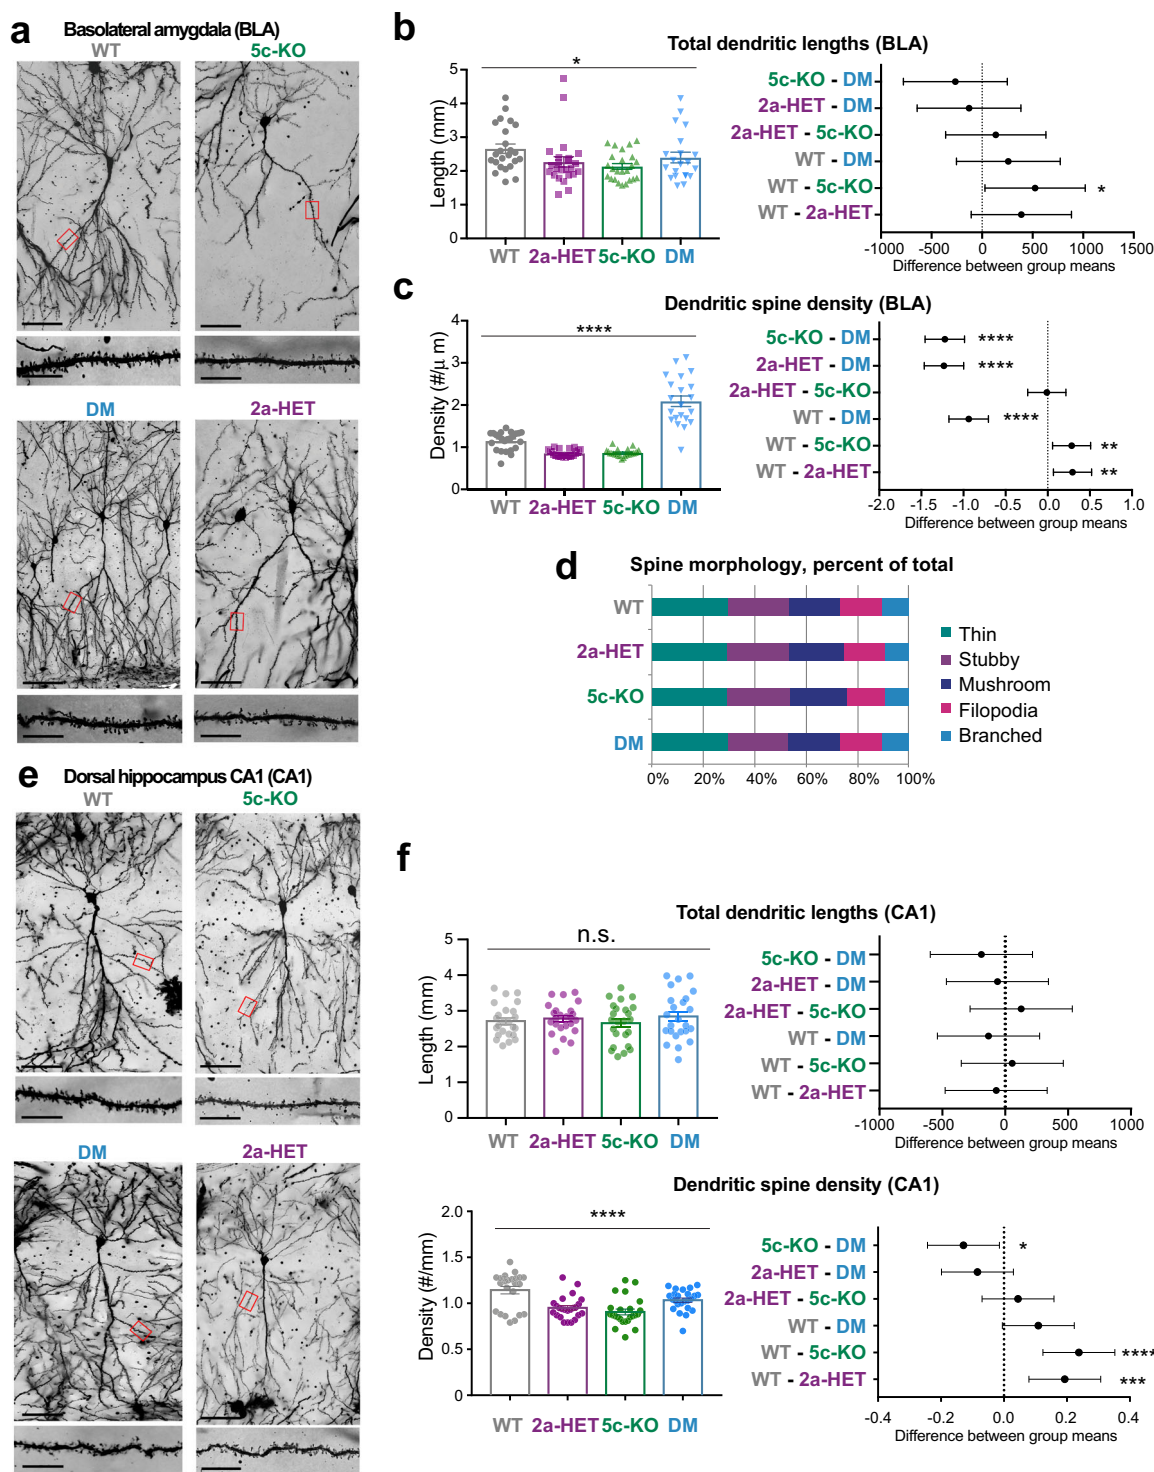 a
Basolateral amygdala (BLA)
WT
5c-KO
DM
2a-HET
b
Total dendritic lengths (BLA)
*
Length (mm)
5
4
3
2
1
0
WT
2a-HET
5c-KO
DM
5c-KO - DM
2a-HET - DM
2a-HET - 5c-KO
WT - DM
WT - 5c-KO
*
WT - 2a-HET
-1000
-500
0
500
1000
1500
Difference between group means
c
Dendritic spine density (BLA)
****
Density (#/μ m)
4
3
2
1
0
WT
2a-HET
5c-KO
DM
5c-KO - DM
****
2a-HET - DM
****
2a-HET - 5c-KO
WT - DM
****
WT - 5c-KO
**
WT - 2a-HET
**
-2.0
-1.5
-1.0
-0.5
0.0
0.5
1.0
Difference between group means
d
Spine morphology, percent of total
WT
2a-HET
5c-KO
DM
0%
20%
40%
60%
80%
100%
Thin
Stubby
Mushroom
Filopodia
Branched
e
Dorsal hippocampus CA1 (CA1)
WT
5c-KO
DM
2a-HET
f
Total dendritic lengths (CA1)
n.s.
Length (mm)
5
4
3
2
1
0
WT
2a-HET
5c-KO
DM
5c-KO - DM
2a-HET - DM
2a-HET - 5c-KO
WT - DM
WT - 5c-KO
WT - 2a-HET
-1000
-500
0
500
1000
Difference between group means
Dendritic spine density (CA1)
****
Density (#/mm)
2.0
1.5
1.0
0.5
0
WT
2a-HET
5c-KO
DM
5c-KO - DM
*
2a-HET - DM
2a-HET - 5c-KO
WT - DM
WT - 5c-KO
****
WT - 2a-HET
***
-0.4
-0.2
0.0
0.2
0.4
Difference between group means